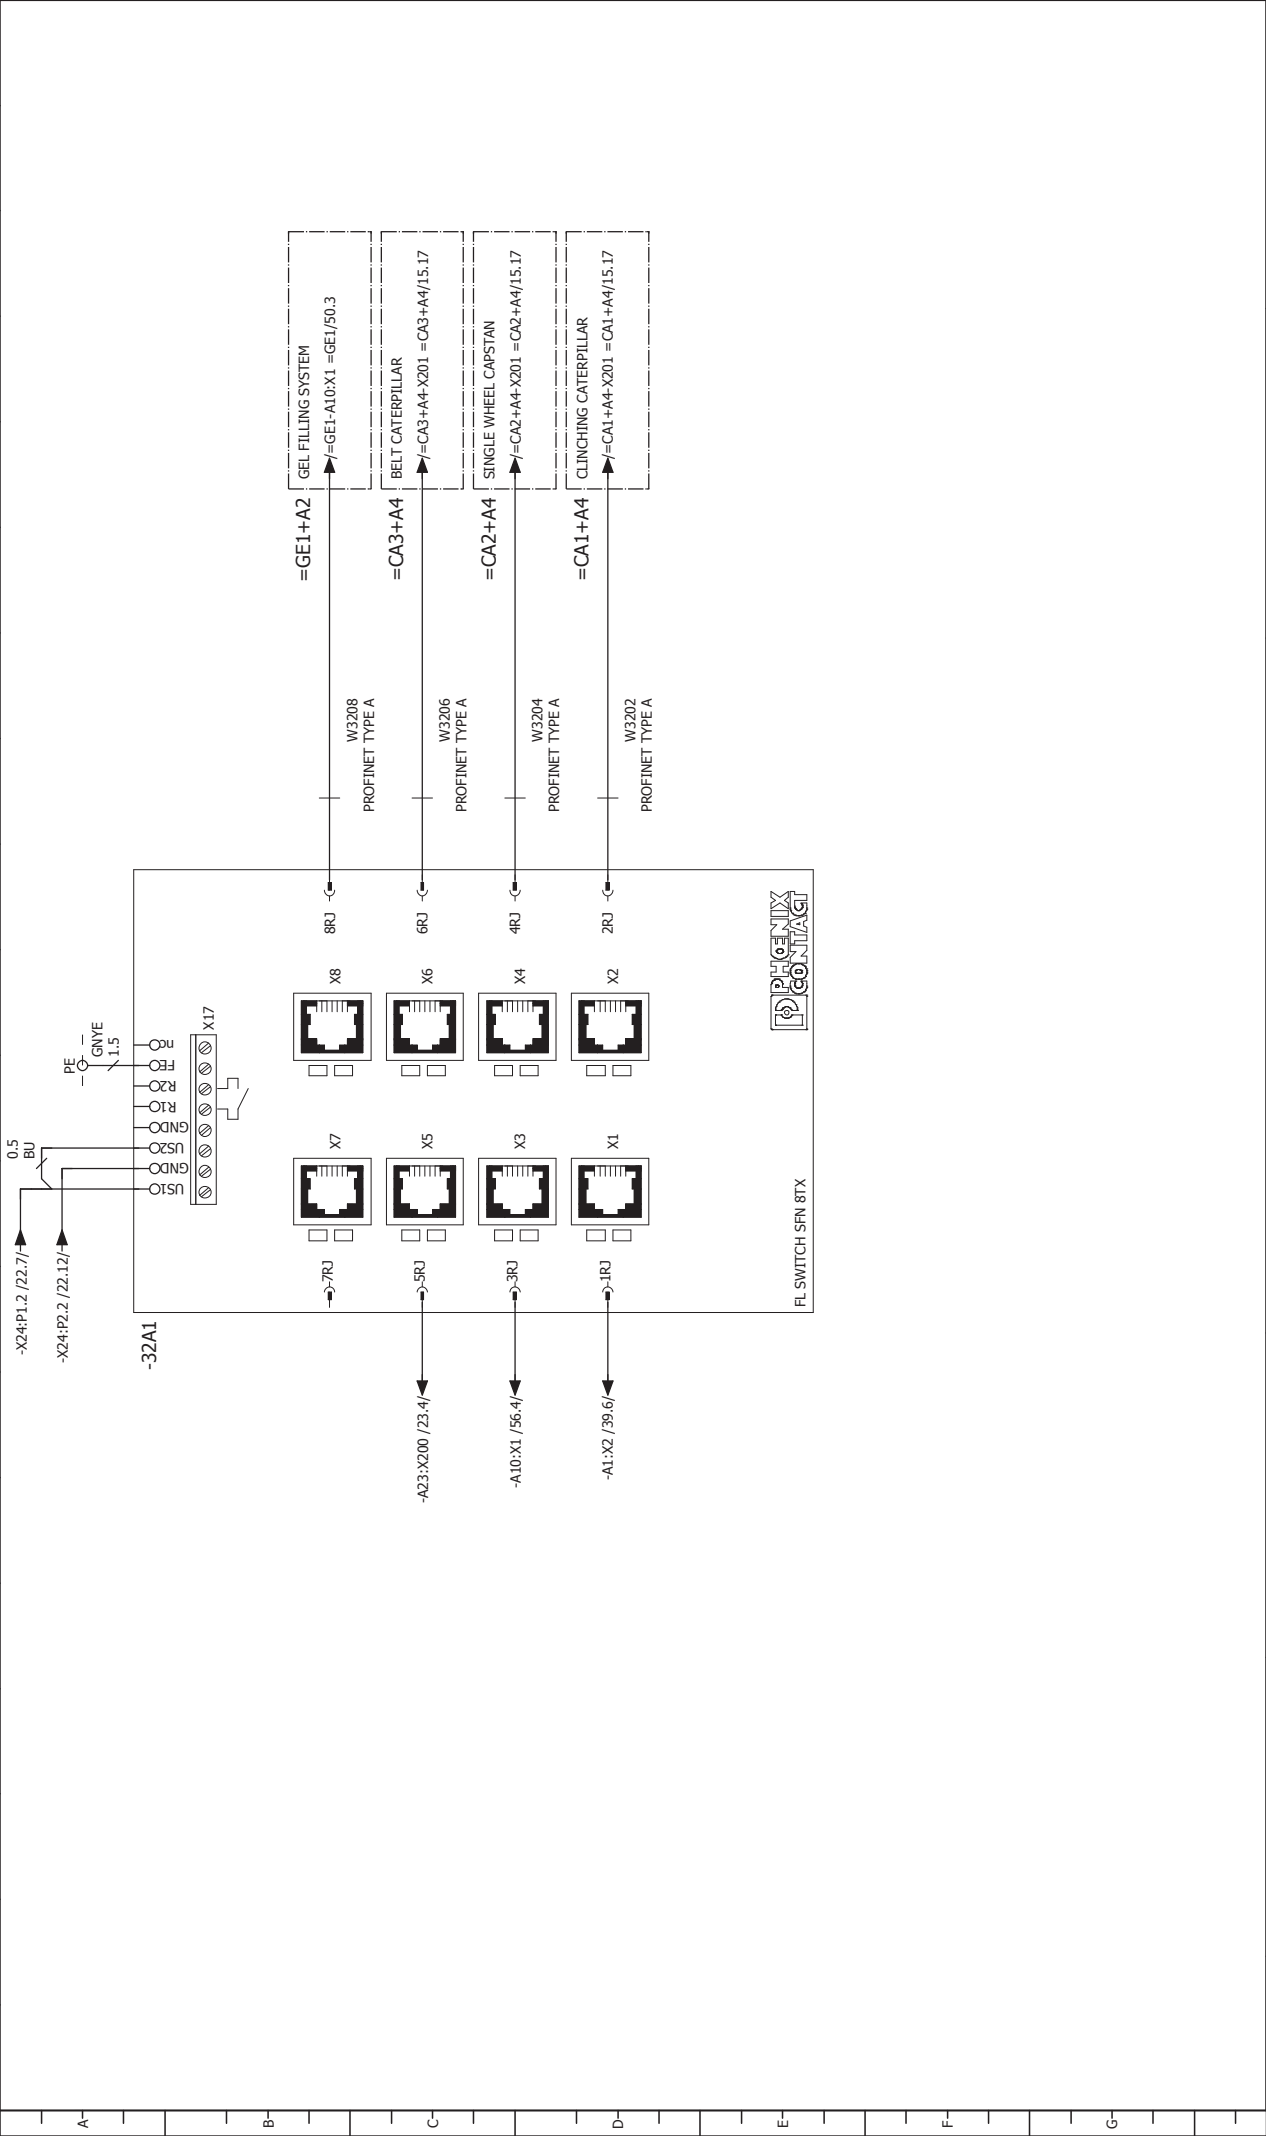 -X24:P1.2 /22.7/
-X24:P2.2 /22.12/
0.5
BU
PE
GNYE
1.5
-32A1
US1
GND
US2
GND
R1
R2
FE
nc
X17
7RJ
X7
X8
8RJ
W3208
PROFINET TYPE A
=GE1+A2
GEL FILLING SYSTEM
/=GE1-A10:X1 =GE1/50.3
-A23:X200 /23.4/
5RJ
X5
X6
6RJ
W3206
PROFINET TYPE A
=CA3+A4
BELT CATERPILLAR
/=CA3+A4-X201 =CA3+A4/15.17
-A10:X1 /56.4/
3RJ
X3
X4
4RJ
W3204
PROFINET TYPE A
=CA2+A4
SINGLE WHEEL CAPSTAN
/=CA2+A4-X201 =CA2+A4/15.17
-A1:X2 /39.6/
1RJ
X1
X2
2RJ
W3202
PROFINET TYPE A
=CA1+A4
CLINCHING CATERPILLAR
/=CA1+A4-X201 =CA1+A4/15.17
FL SWITCH SFN 8TX
PHŒNIX
CONTACT
A
B
C
D
E
F
G